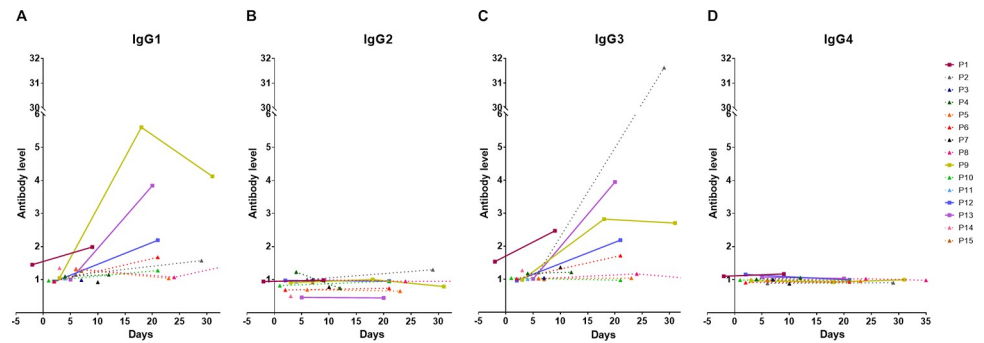 A
B
C
D
IgG1
IgG2
IgG3
IgG4
32
31
30
6
5
4
3
2
1
-5 0 5 10 15 20 25 30
Antibody level
Days
32
31
30
6
5
4
3
2
1
-5 0 5 10 15 20 25 30
Antibody level
Days
32
31
30
6
5
4
3
2
1
-5 0 5 10 15 20 25 30
Antibody level
Days
32
31
30
6
5
4
3
2
1
-5 0 5 10 15 20 25 30 35
Antibody level
Days
P1
P2
P3
P4
P5
P6
P7
P8
P9
P10
P11
P12
P13
P14
P15